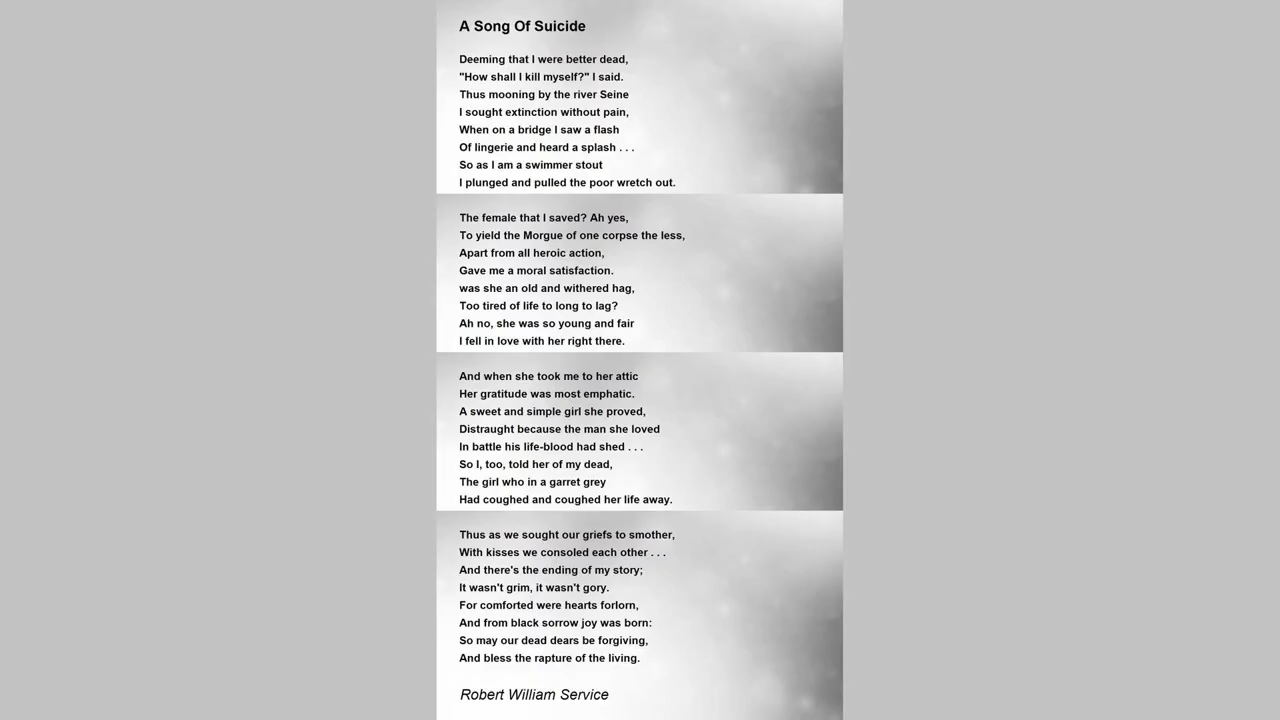 A Song Of Suicide
Deeming that I were better dead,
"How shall I kill myself?" I said.
Thus mooning by the river Seine
I sought extinction without pain,
When on a bridge I saw a flash
Of lingerie and heard a splash . . .
So as I am a swimmer stout
I plunged and pulled the poor wretch out.
The female that I saved? Ah yes,
To yield the Morgue of one corpse the less,
Apart from all heroic action,
Gave me a moral satisfaction.
was she an old and withered hag,
Too tired of life to long to lag?
Ah no, she was so young and fair
I fell in love with her right there.
And when she took me to her attic
Her gratitude was most emphatic.
A sweet and simple girl she proved,
Distraught because the man she loved
In battle his life-blood had shed . . .
So I, too, told her of my dead,
The girl who in a garret grey
Had coughed and coughed her life away.
Thus as we sought our griefs to smother,
With kisses we consoled each other . . .
And there's the ending of my story;
It wasn't grim, it wasn't gory.
For comforted were hearts forlorn,
And from black sorrow joy was born:
So may our dead dears be forgiving,
And bless the rapture of the living.
Robert William Service